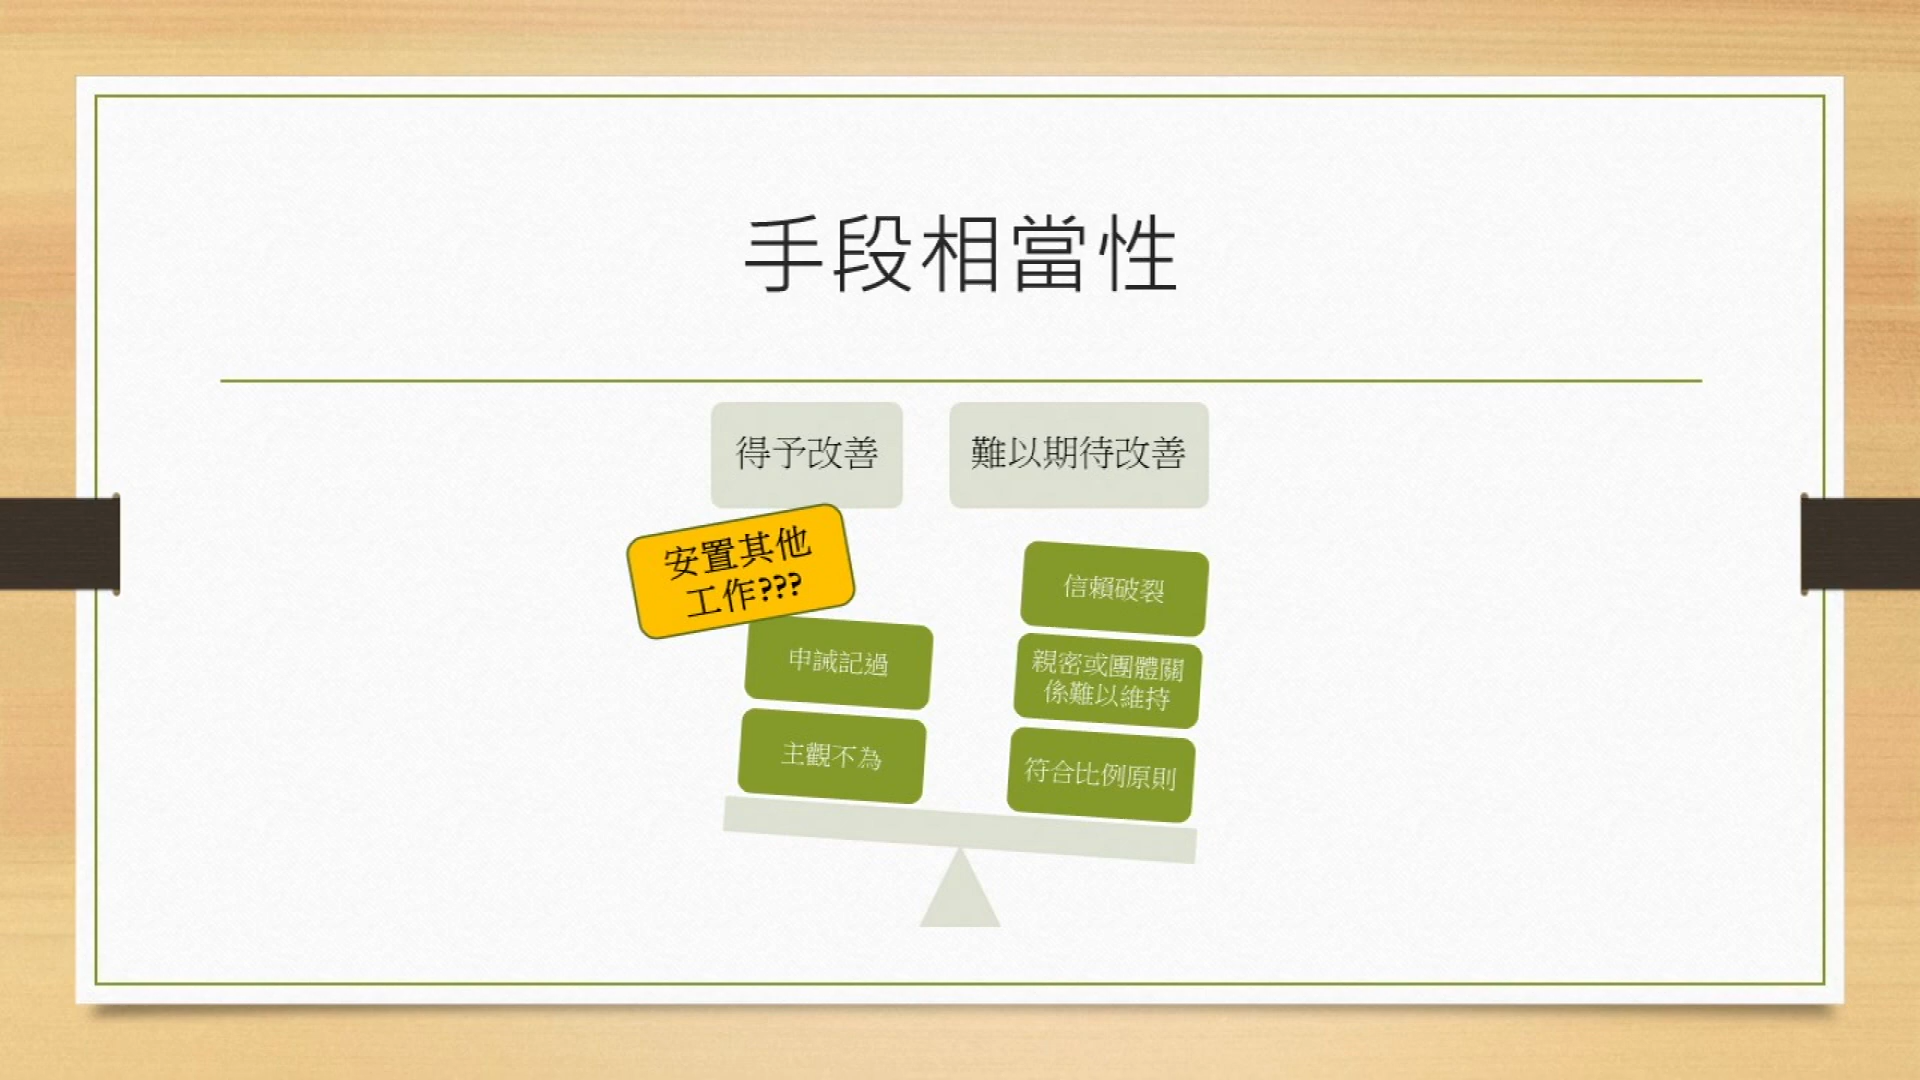 手段相當性
得予改善
難以期待改善
安置其他
工作???
信賴破裂
申誡記過
親密或團體關
係難以維持
主觀不為
符合比例原則